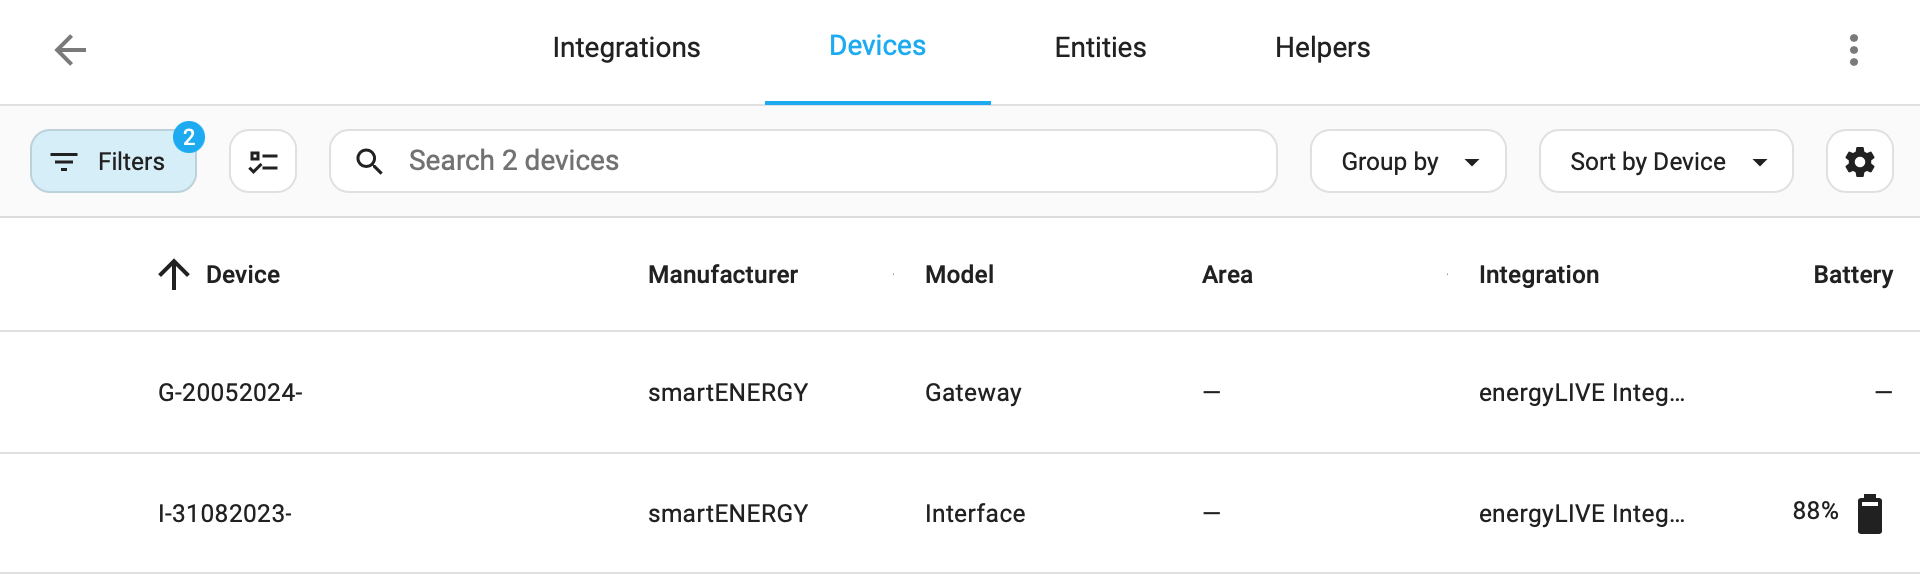 Integrations Devices Entities Helpers
Filters 2 Search 2 devices Group by Sort by Device
Device Manufacturer Model Area Integration Battery
G-20052024- smartENERGY Gateway — energyLIVE Integ... —
I-31082023- smartENERGY Interface — energyLIVE Integ... 88%